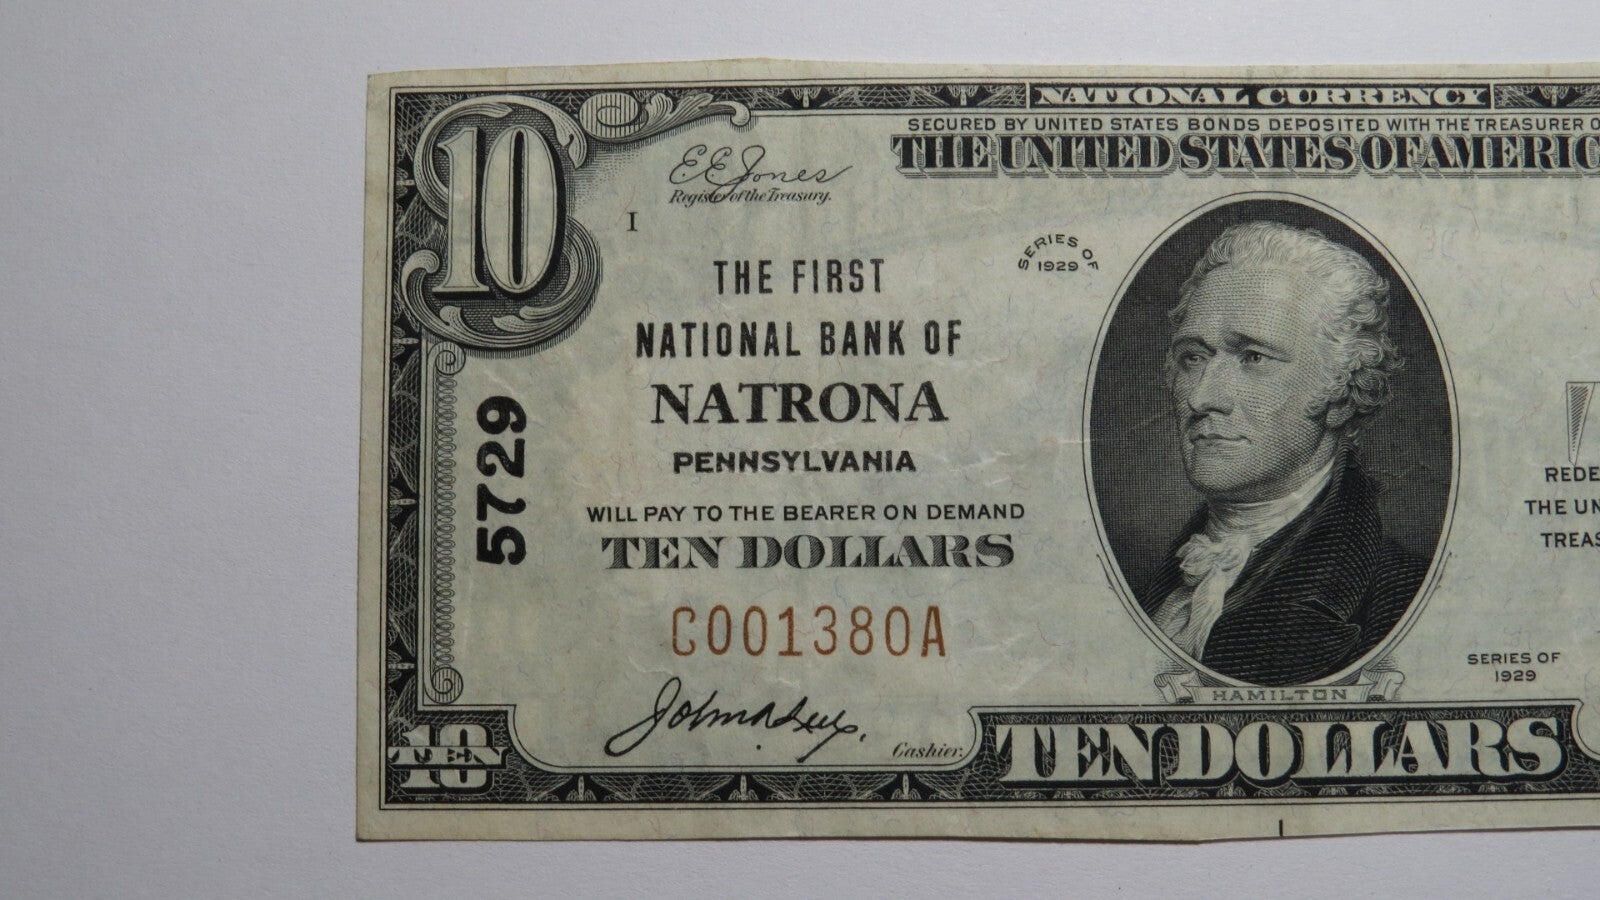 NATIONAL CURRENCY
SECURED BY UNITED STATES BONDS DEPOSITED WITH THE TREASURER O
THE UNITED STATES OF AMERIC
10
E E Jones
Register of the Treasury.
I
SERIES OF
1929
THE FIRST
NATIONAL BANK OF
NATRONA
PENNSYLVANIA
5729
WILL PAY TO THE BEARER ON DEMAND
TEN DOLLARS
C001380A
REDE
THE UN
TREAS
SERIES OF
1929
HAMILTON
Cashier.
10
TEN
TEN DOLLARS